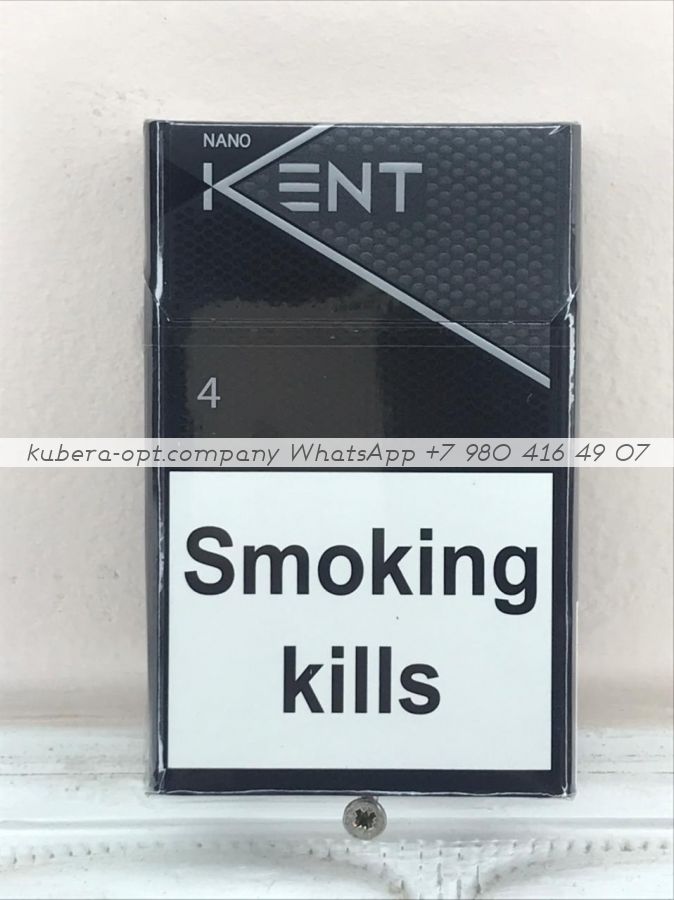 NANO
KENT
4
kubera-opt.company WhatsApp +7 980 416 49 07
Smoking
kills